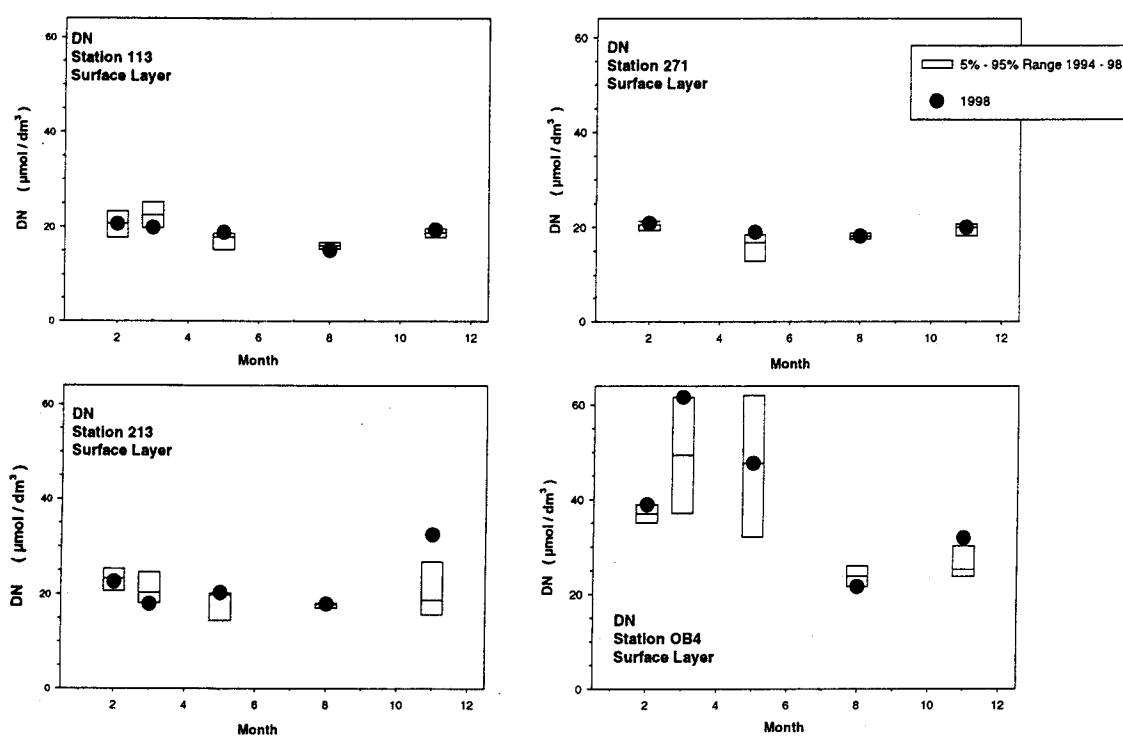 DN
Station 113
Surface Layer
DN ( µmol / dm³ )
60
40
20
0
2 4 6 8 10 12
Month
DN
Station 271
Surface Layer
5% - 95% Range 1994 - 98
1998
DN ( µmol / dm³ )
60
40
20
0
2 4 6 8 10 12
Month
DN
Station 213
Surface Layer
DN ( µmol / dm³ )
60
40
20
0
2 4 6 8 10 12
Month
DN
Station OB4
Surface Layer
DN ( µmol / dm³ )
60
40
20
0
2 4 6 8 10 12
Month